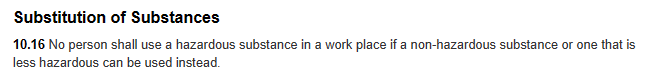 Substitution of Substances
10.16 No person shall use a hazardous substance in a work place if a non-hazardous substance or one that is
less hazardous can be used instead.